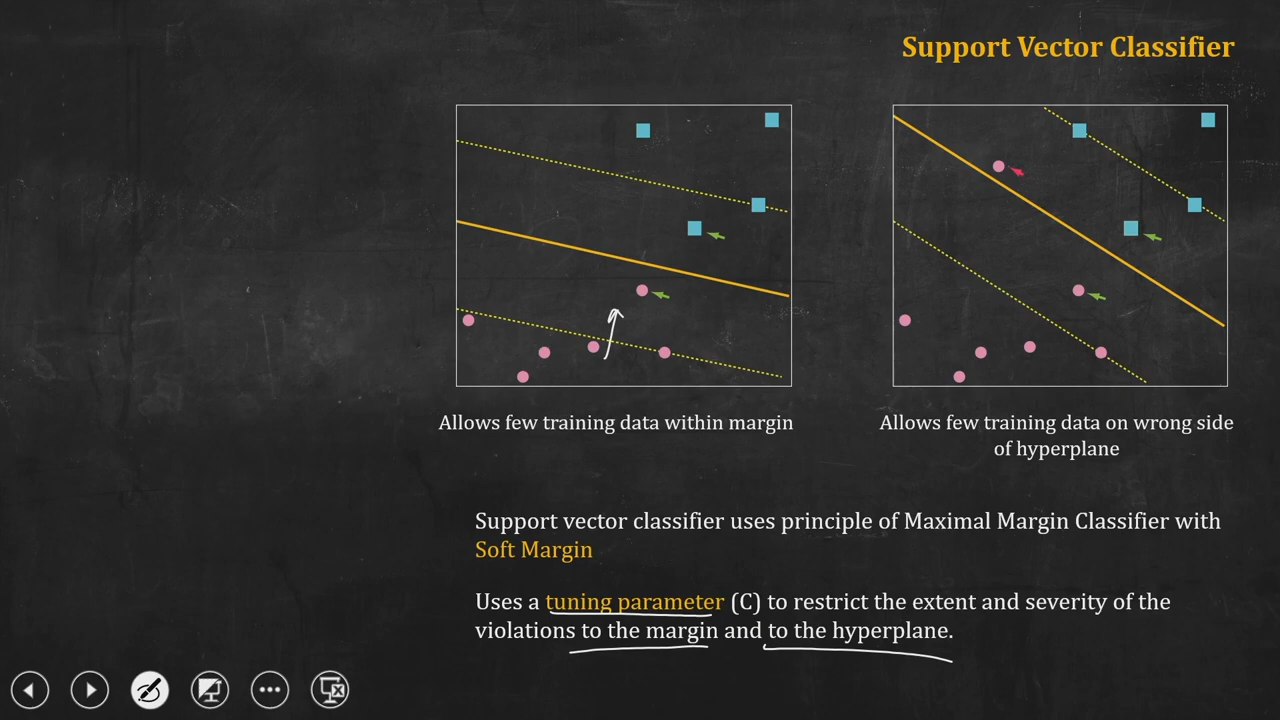 Support Vector Classifier
Allows few training data within margin
Allows few training data on wrong side
of hyperplane
Support vector classifier uses principle of Maximal Margin Classifier with
Soft Margin
Uses a tuning parameter (C) to restrict the extent and severity of the
violations to the margin and to the hyperplane.